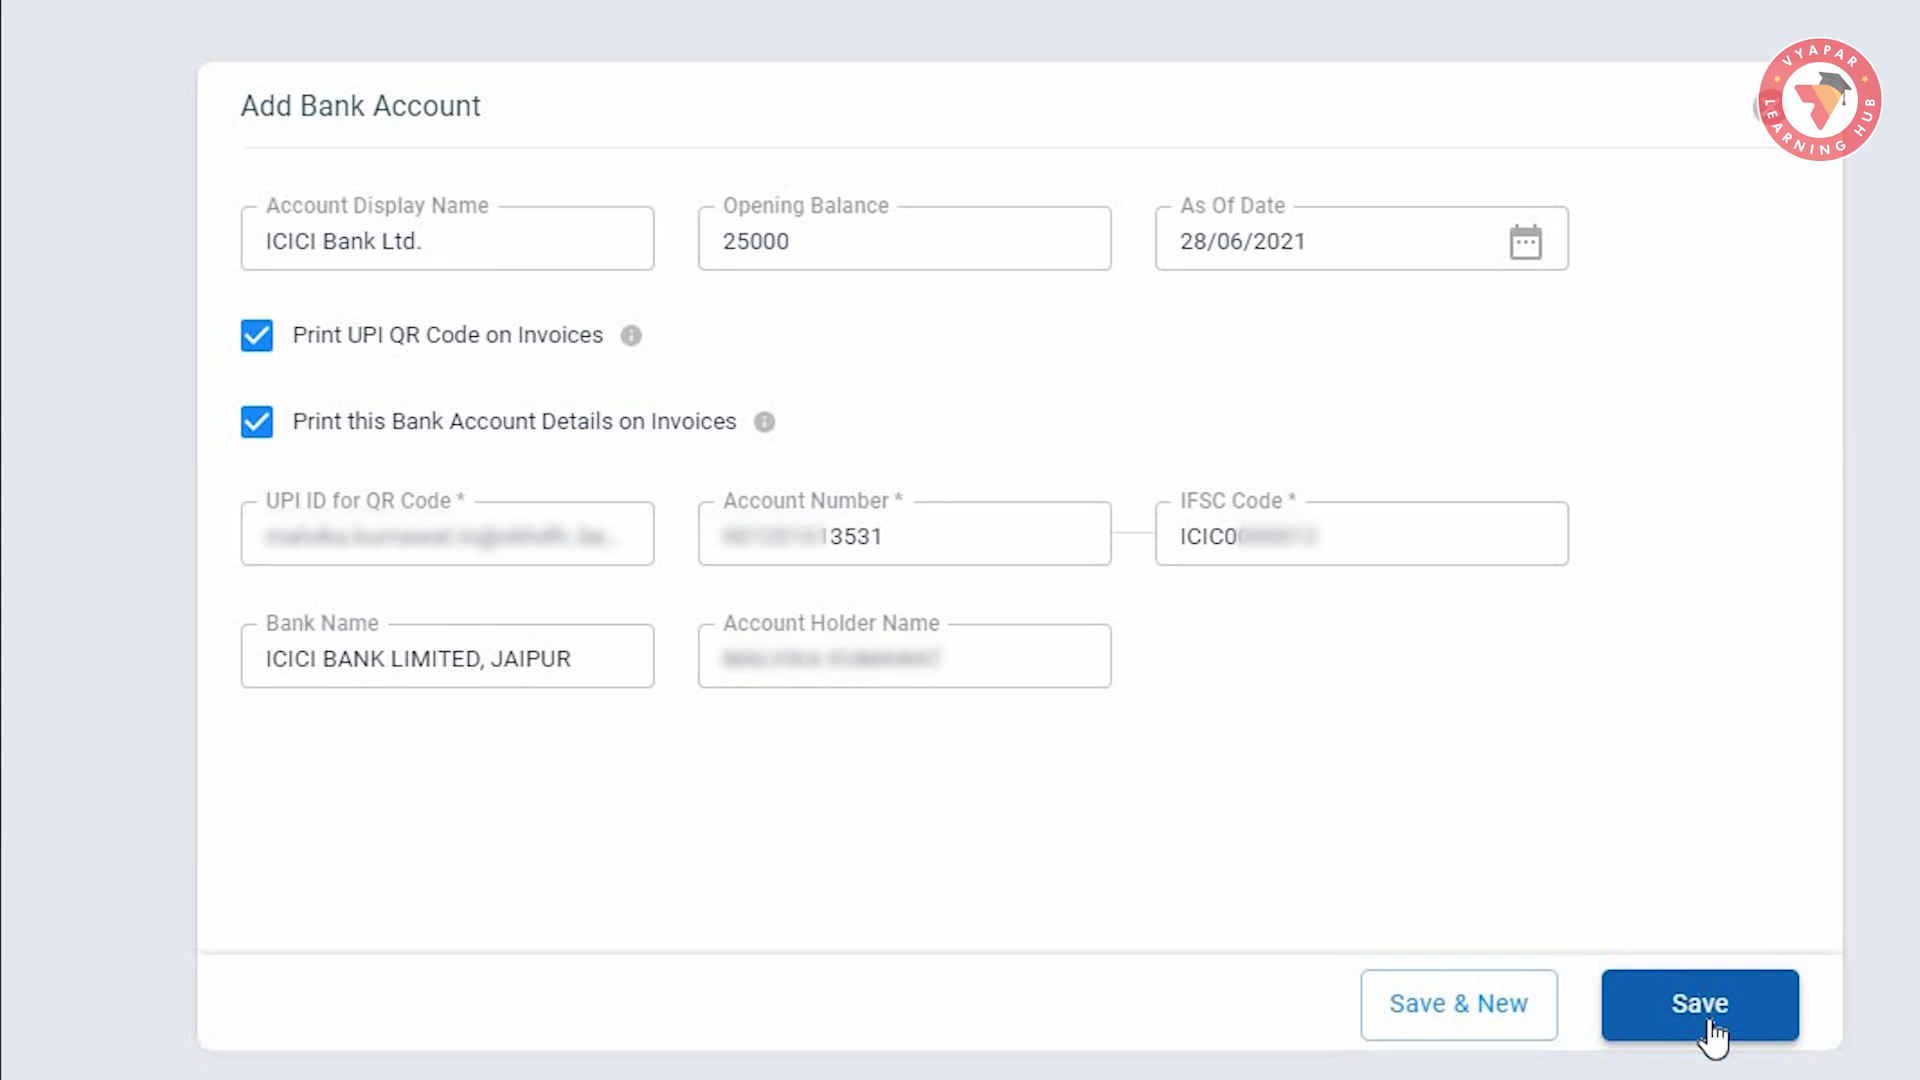 VYAPAR
LEARNING HUB
Add Bank Account
Account Display Name
ICICI Bank Ltd.
Opening Balance
25000
As Of Date
28/06/2021
Print UPI QR Code on Invoices
Print this Bank Account Details on Invoices
UPI ID for QR Code *
Account Number *
13531
IFSC Code *
ICIC0
Bank Name
ICICI BANK LIMITED, JAIPUR
Account Holder Name
Save & New
Save